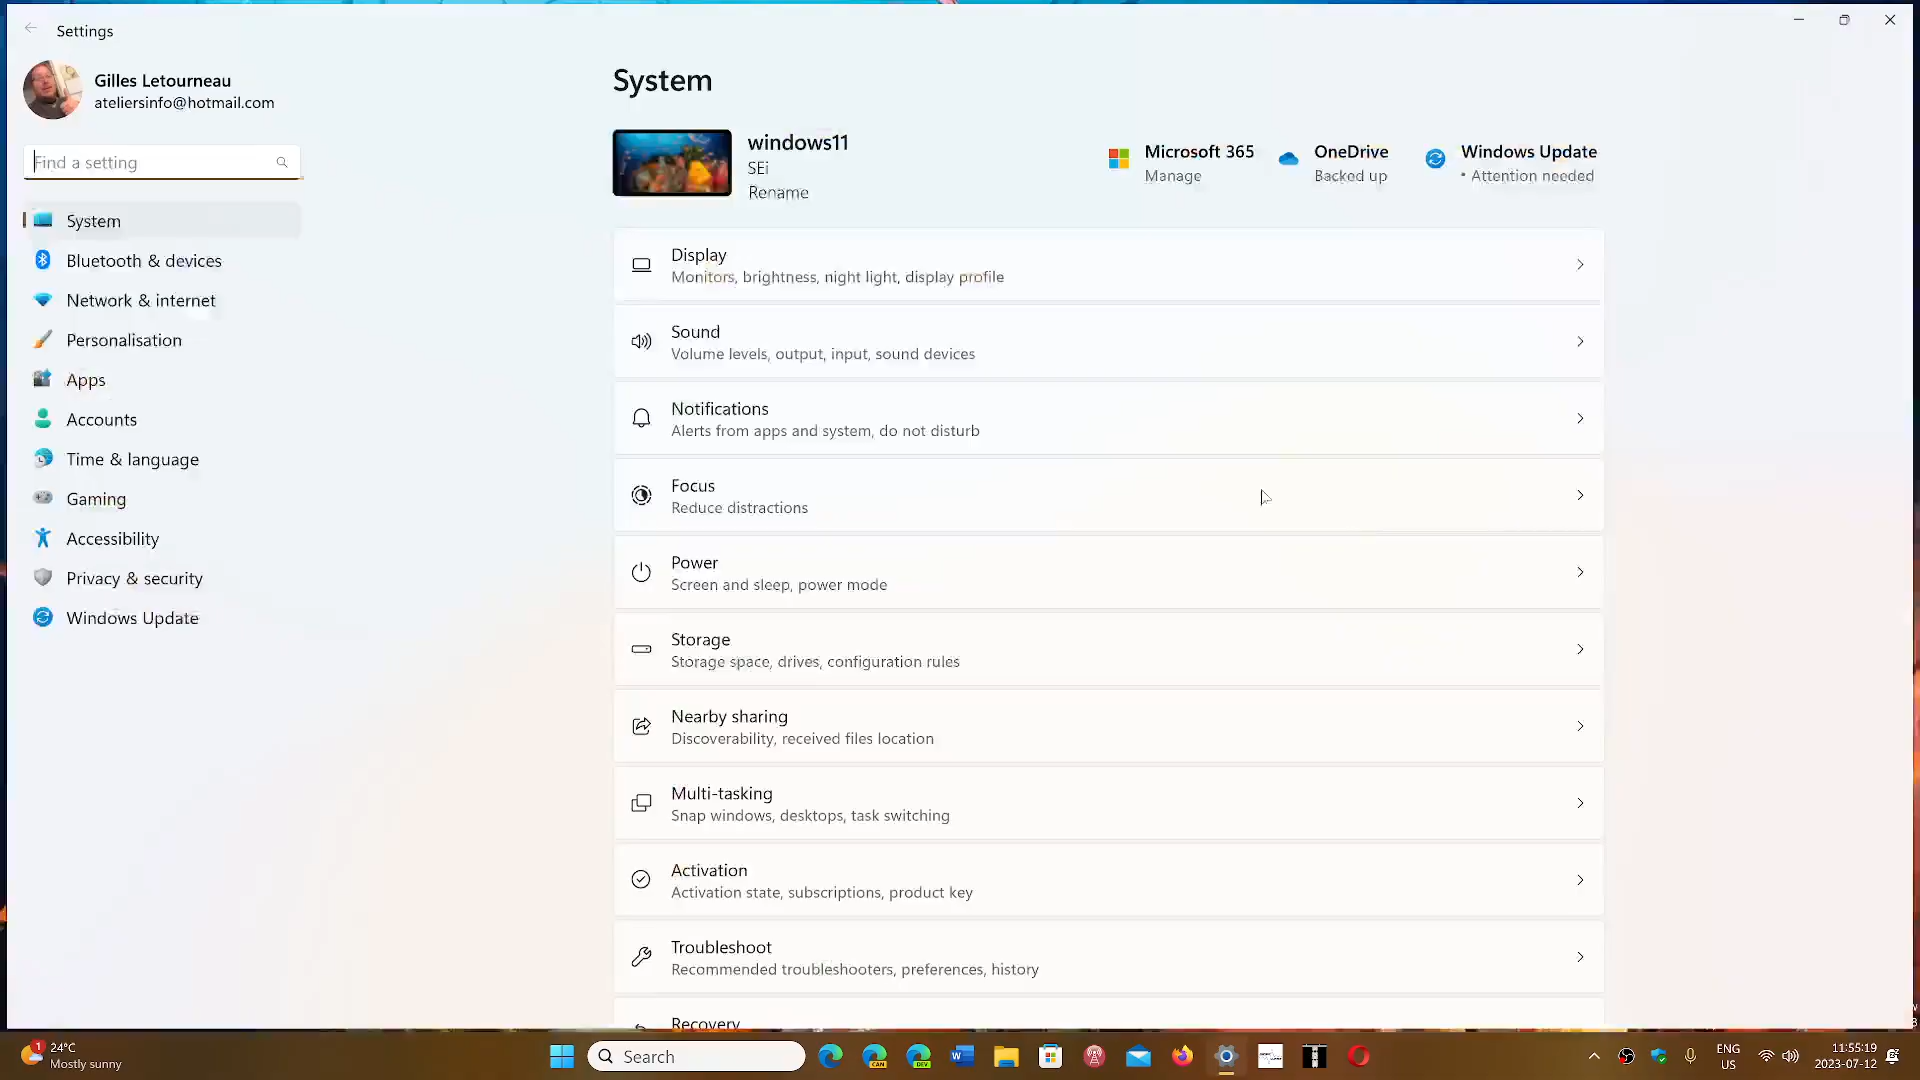 Settings
Gilles Letourneau
ateliersinfo@hotmail.com
Find a setting
System
Bluetooth & devices
Network & internet
Personalisation
Apps
Accounts
Time & language
Gaming
Accessibility
Privacy & security
Windows Update
System
windows11
SEi
Rename
Microsoft 365
Manage
OneDrive
Backed up
Windows Update
• Attention needed
Display
Monitors, brightness, night light, display profile
Sound
Volume levels, output, input, sound devices
Notifications
Alerts from apps and system, do not disturb
Focus
Reduce distractions
Power
Screen and sleep, power mode
Storage
Storage space, drives, configuration rules
Nearby sharing
Discoverability, received files location
Multi-tasking
Snap windows, desktops, task switching
Activation
Activation state, subscriptions, product key
Troubleshoot
Recommended troubleshooters, preferences, history
Recovery
1
24°C
Mostly sunny
Search
CAN
DEV
ENG
US
11:55:19
2023-07-12